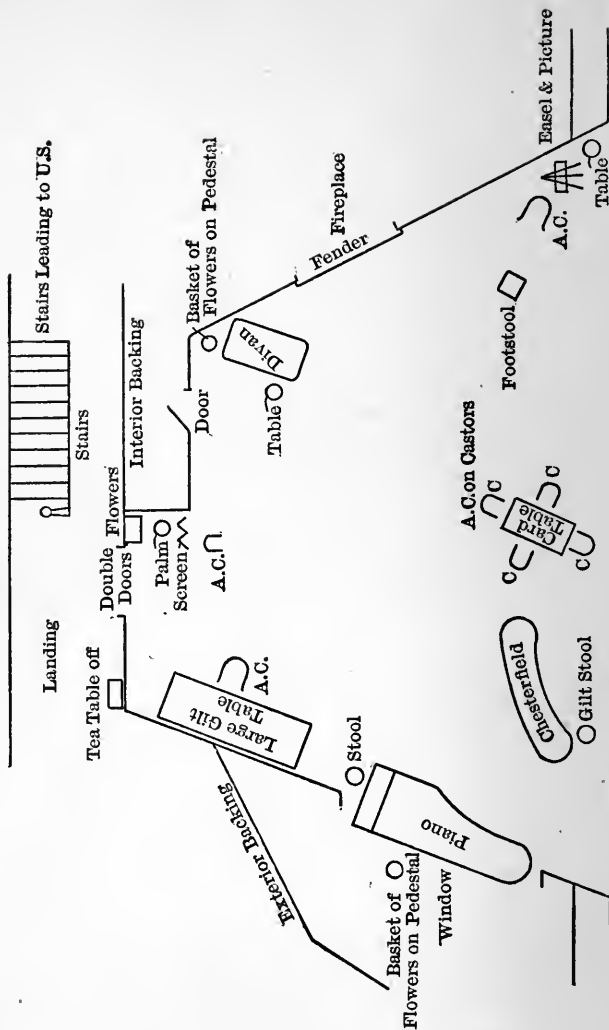 Stairs Leading to U.S.
Stairs
Landing
Double
Doors
Flowers
Interior Backing
Tea Table off
Palm
Screen
A.C.
Door
Basket of
Flowers on Pedestal
Divan
Table
Fireplace
Fender
Large Gilt
Table
A.C.
Exterior Backing
Stool
Piano
Basket of
Flowers on Pedestal
Window
Easel & Picture
A.C.
Table
Footstool
A.C. on Castors
C
C
Card
Table
C
C
Chesterfield
Gilt Stool